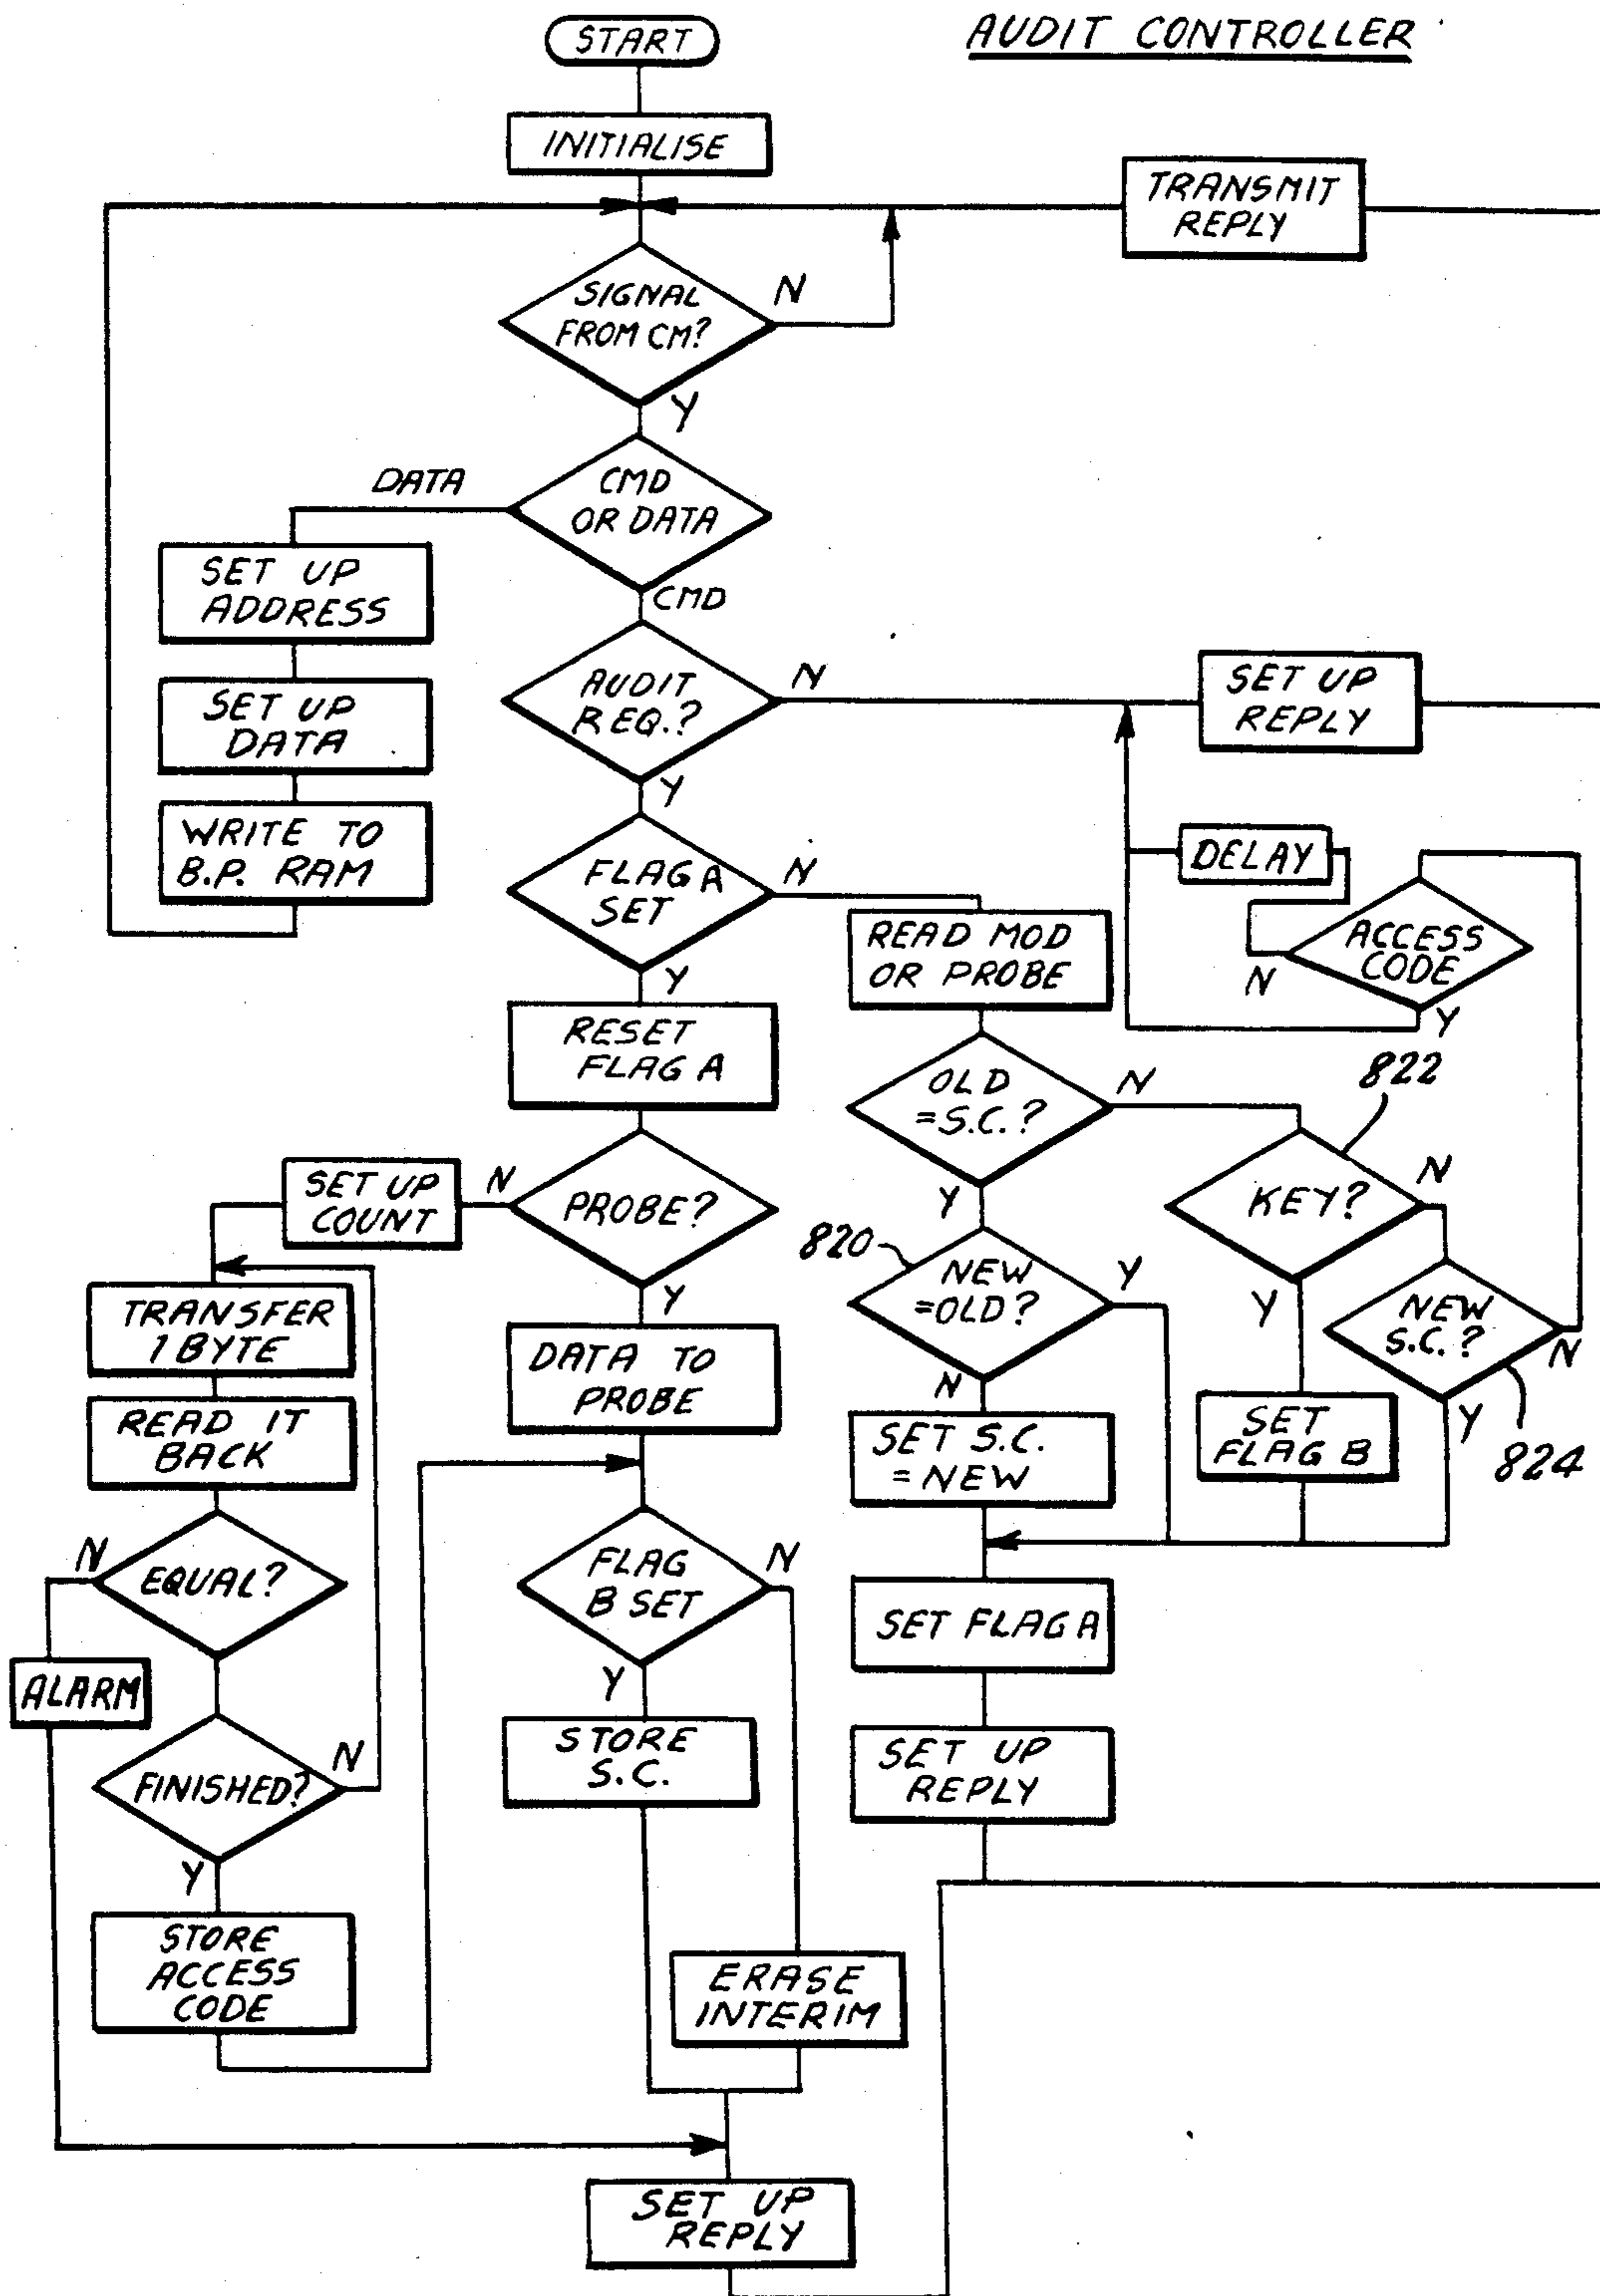 START
AUDIT CONTROLLER
INITIALISE
TRANSMIT
REPLY
SIGNAL
FROM CM?
N
Y
CMD
OR DATA
DATA
CMD
SET UP
ADDRESS
SET UP
DATA
WRITE TO
B.P. RAM
AUDIT
REQ.?
N
Y
SET UP
REPLY
FLAG A
SET
N
Y
DELAY
ACCESS
CODE
N
Y
READ MOD
OR PROBE
RESET
FLAG A
OLD
=S.C.?
N
Y
822
KEY?
N
Y
PROBE?
N
Y
SET UP
COUNT
820
NEW
=OLD?
Y
N
NEW
S.C.?
N
Y
824
TRANSFER
1 BYTE
READ IT
BACK
DATA TO
PROBE
SET S.C.
=NEW
SET
FLAG B
EQUAL?
N
ALARM
FLAG
B SET
N
Y
SET FLAG A
FINISHED?
N
Y
STORE
S.C.
SET UP
REPLY
STORE
ACCESS
CODE
ERASE
INTERIM
SET UP
REPLY